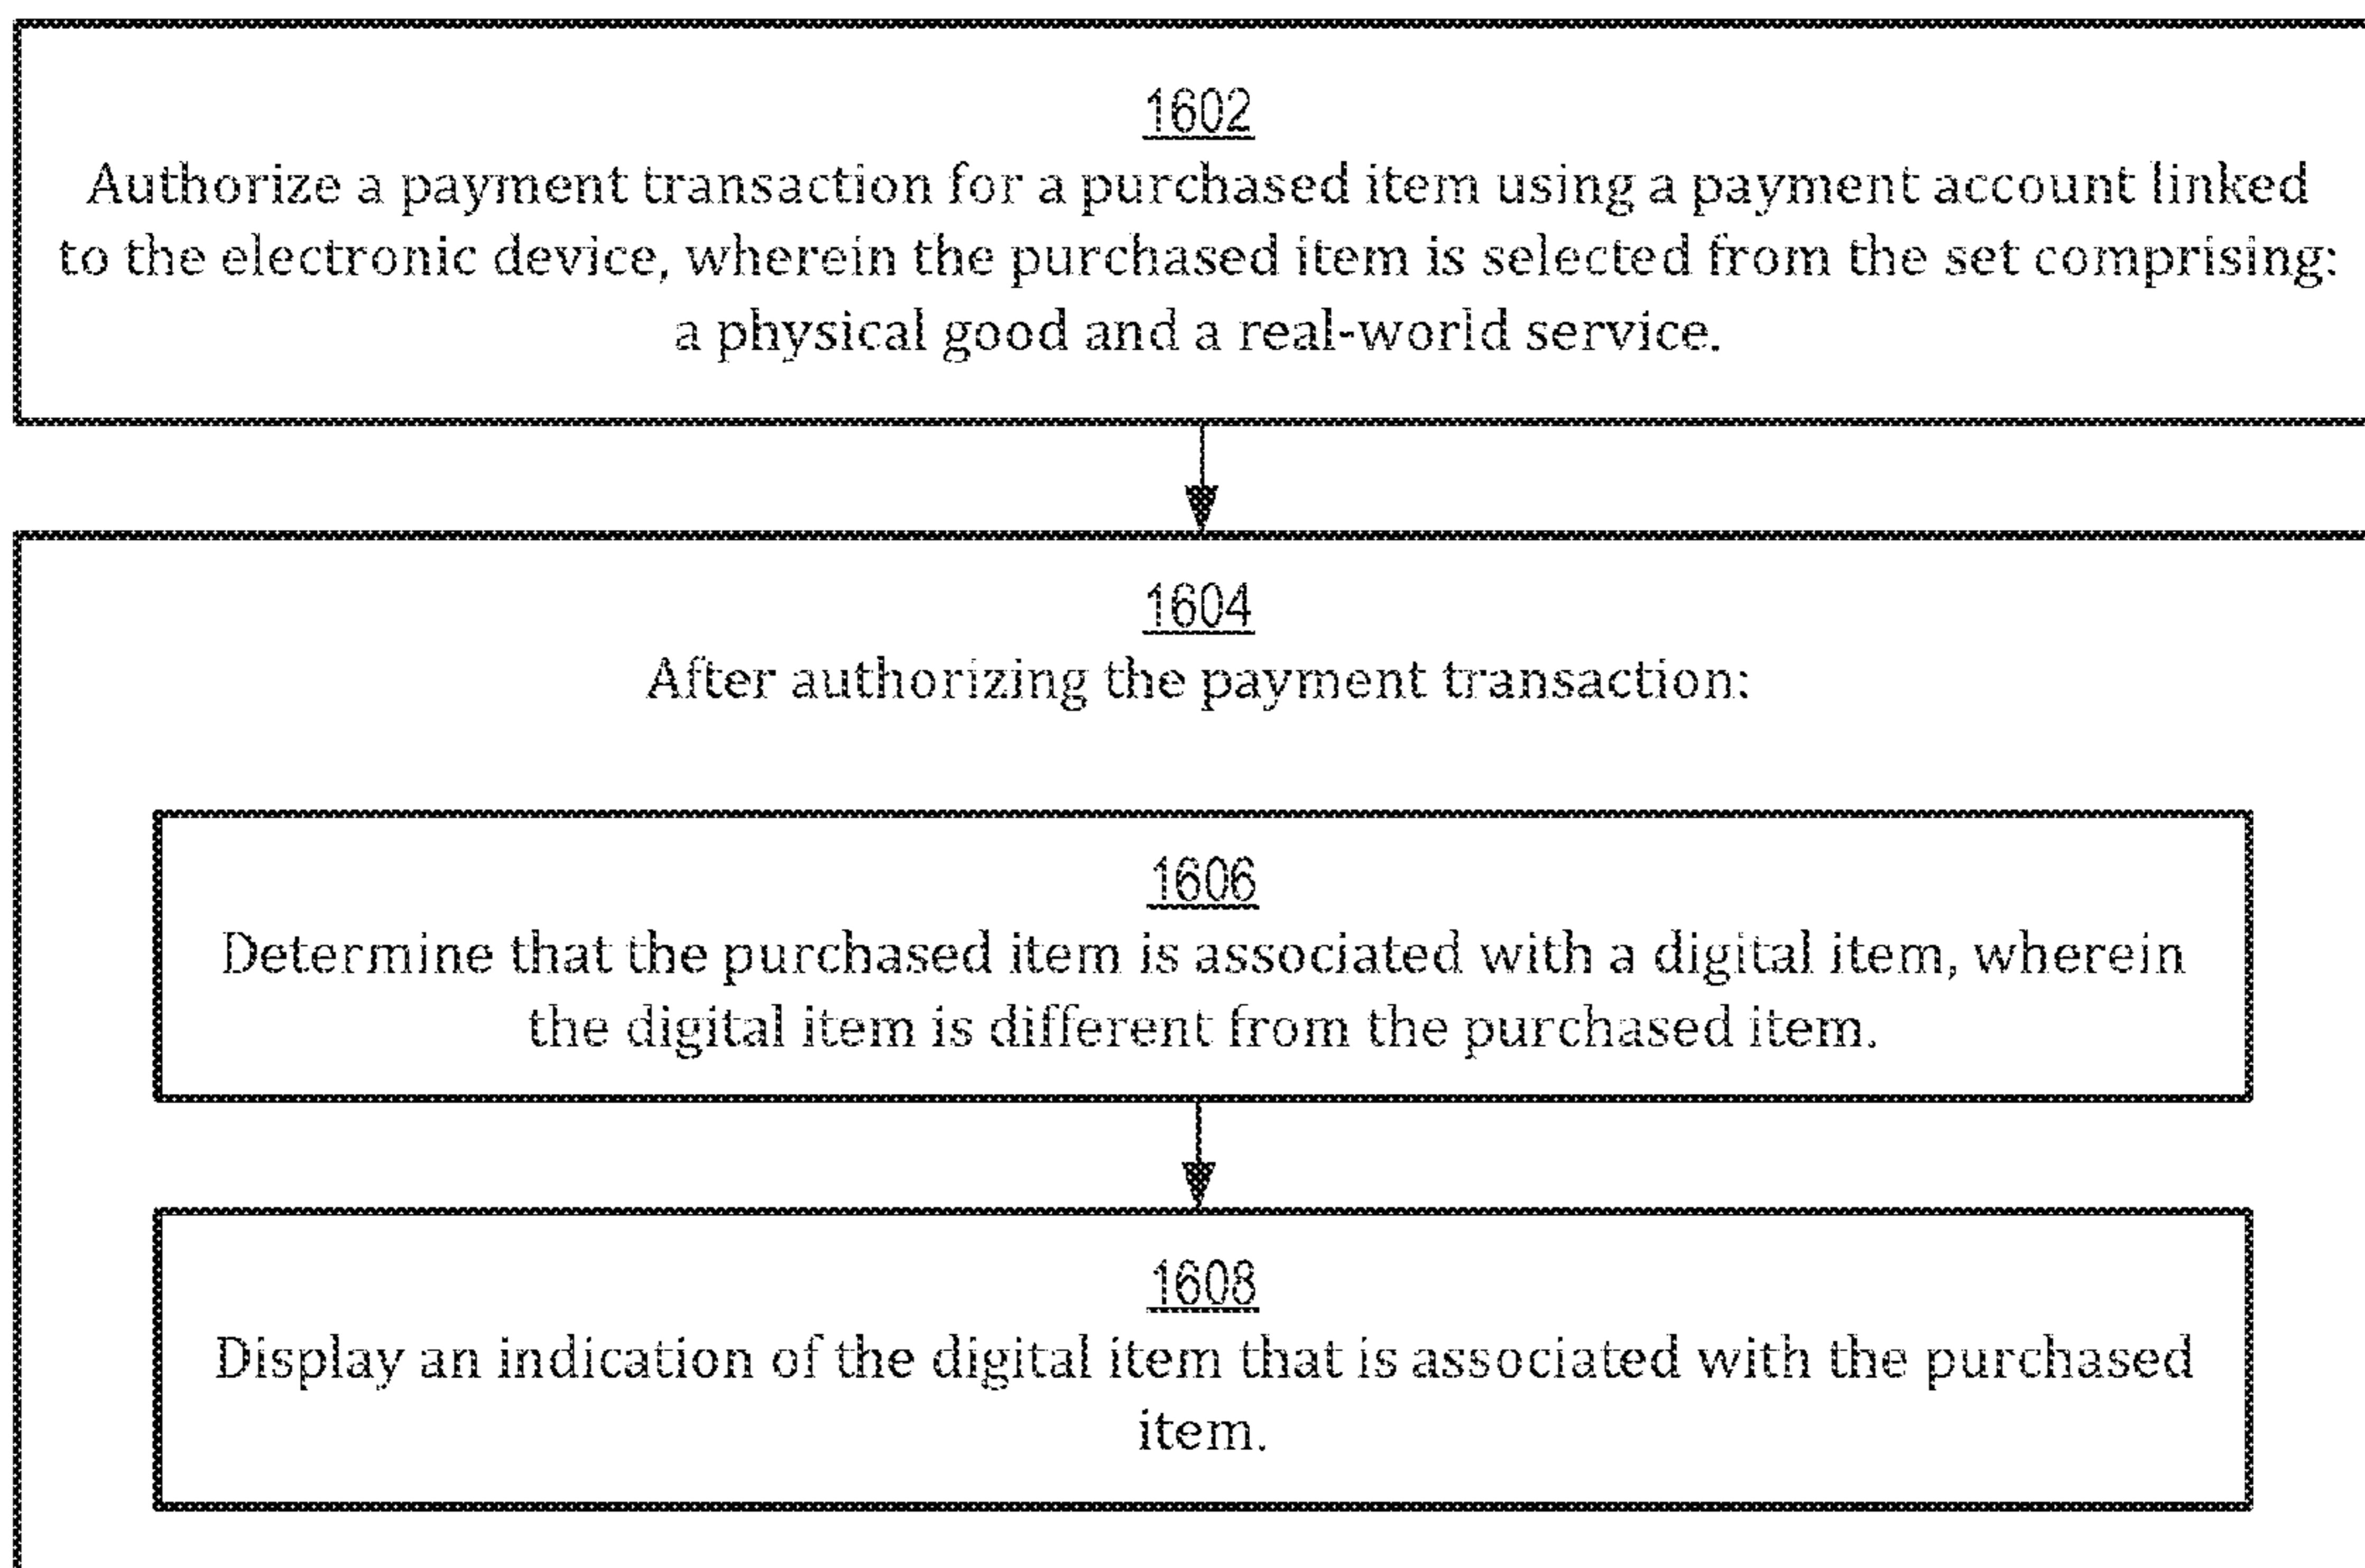 1602
Authorize a payment transaction for a purchased item using a payment account linked
to the electronic device, wherein the purchased item is selected from the set comprising:
a physical good and a real-world service.
1604
After authorizing the payment transaction:
1606
Determine that the purchased item is associated with a digital item, wherein
the digital item is different from the purchased item.
1608
Display an indication of the digital item that is associated with the purchased
item.